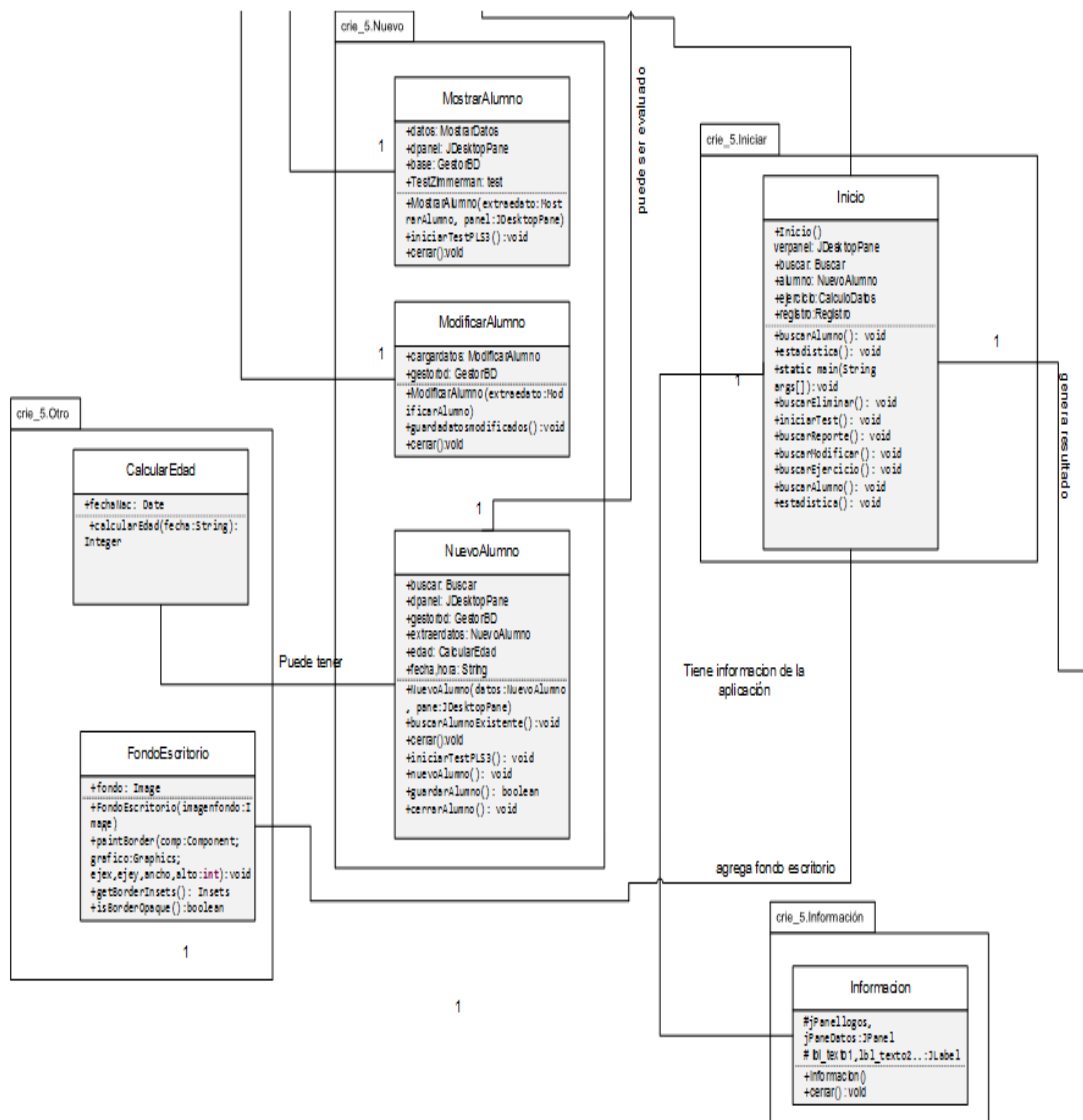 crie_5.Nuevo
MostrarAlumno
+datos: MostrarDatos
+dpanel: JDesktopPane
+base: GestorBD
+TestZimmerman: test
+MostrarAlumno(extraedato:Most
rarAlumno, panel:JDesktopPane)
+iniciarTestPLS3():void
+cerrar():void
1
ModificarAlumno
+cargardatos: ModificarAlumno
+gestorbd: GestorBD
+ModificarAlumno(extraedato:Mod
ificarAlumno)
+guardadatosmodificados():void
+cerrar():void
1
1
NuevoAlumno
+buscar: Buscar
+dpanel: JDesktopPane
+gestorbd: GestorBD
+extraerdatos: NuevoAlumno
+edad: CalcularEdad
+fecha,hora: String
+NuevoAlumno(datos:NuevoAlumno
, pane:JDesktopPane)
+buscarAlumnoExistente():void
+cerrar():void
+iniciarTestPLS3(): void
+nuevoAlumno(): void
+guardarAlumno(): boolean
+cerrarAlumno(): void
puede ser evaluado
crie_5.Iniciar
Inicio
+Inicio()
verpanel: JDesktopPane
+buscar: Buscar
+alumno: NuevoAlumno
+ejercicio:CalculoDatos
+registro:Registro
+buscarAlumno(): void
+estadistica(): void
+static main(String
args[]):void
+buscarEliminar(): void
+iniciarTest(): void
+buscarReporte(): void
+buscarModificar(): void
+buscarEjercicio(): void
+buscarAlumno(): void
+estadistica(): void
1
1
genera resultado
crie_5.Otro
CalcularEdad
+fechaNac: Date
+calcularEdad(fecha:String):
Integer
Puede tener
FondoEscritorio
+fondo: Image
+FondoEscritorio(imagenfondo:I
mage)
+paintBorder(comp:Component;
grafico:Graphics;
ejex,ejey,ancho,alto:int):void
+getBorderInsets(): Insets
+isBorderOpaque():boolean
1
1
Tiene informacion de la
aplicación
agrega fondo escritorio
crie_5.Información
Informacion
#jPanellogos,
jPaneDatos:JPanel
# lbl_texto1,lbl_texto2..:JLabel
+Informacion()
+cerrar():void